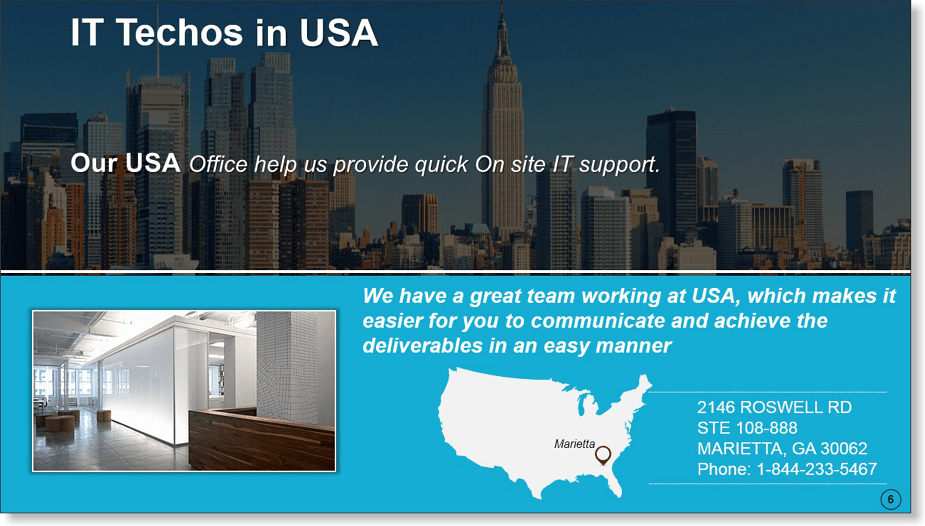 IT Techos in USA
Our USA Office help us provide quick On site IT support.
We have a great team working at USA, which makes it
easier for you to communicate and achieve the
deliverables in an easy manner
Marietta
2146 ROSWELL RD
STE 108-888
MARIETTA, GA 30062
Phone: 1-844-233-5467
6